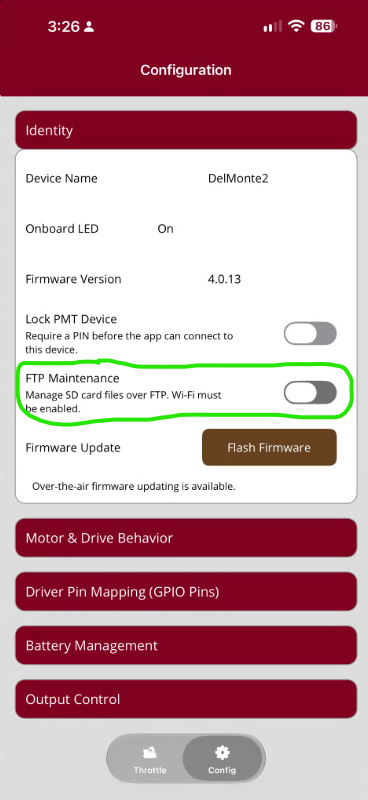 3:26
86
Configuration
Identity
Device Name
DelMonte2
Onboard LED
On
Firmware Version
4.0.13
Lock PMT Device
Require a PIN before the app can connect to
this device.
FTP Maintenance
Manage SD card files over FTP. Wi-Fi must
be enabled.
Firmware Update
Flash Firmware
Over-the-air firmware updating is available.
Motor & Drive Behavior
Driver Pin Mapping (GPIO Pins)
Battery Management
Output Control
Throttle
Config